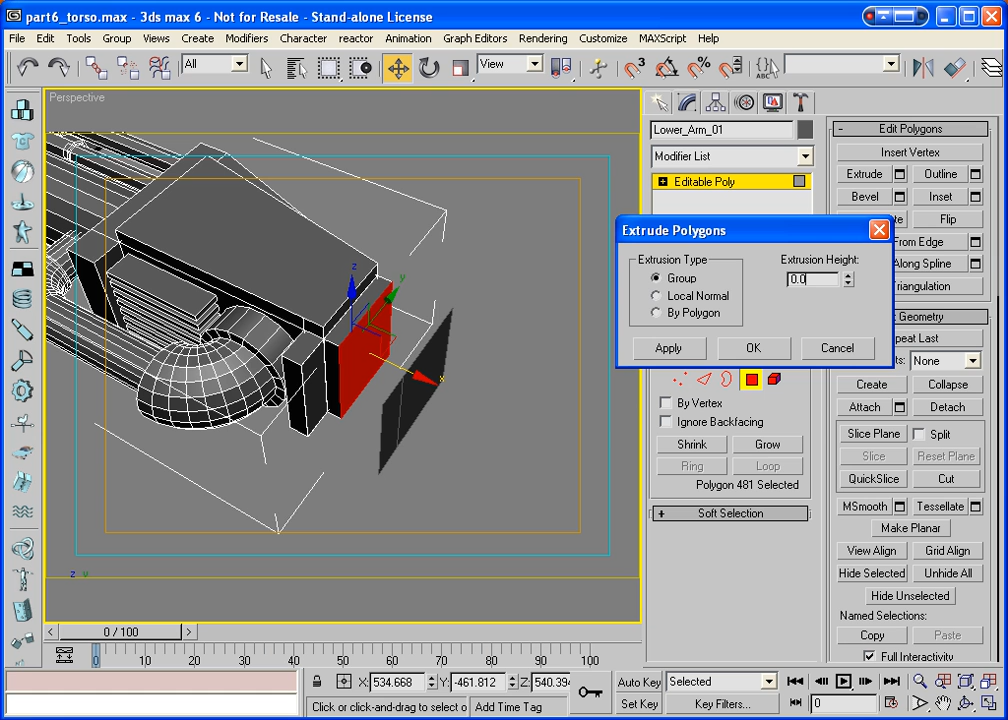 part6_torso.max - 3ds max 6 - Not for Resale - Stand-alone License
File Edit Tools Group Views Create Modifiers Character reactor Animation Graph Editors Rendering Customize MAXScript Help
All
View
3
%
ABC
Perspective
z
y
x
z y
Lower_Arm_01
Modifier List
Editable Poly
Extrude Polygons
Extrusion Type
Group
Local Normal
By Polygon
Extrusion Height:
0.0
Apply OK Cancel
By Vertex
Ignore Backfacing
Shrink Grow
Ring Loop
Polygon 481 Selected
+ Soft Selection
- Edit Polygons
Insert Vertex
Extrude Outline
Bevel Inset
Flip
From Edge
Along Spline
Geometry
Repeat Last
None
Create Collapse
Attach Detach
Slice Plane Split
Slice Reset Plane
QuickSlice Cut
MSmooth Tessellate
Make Planar
View Align Grid Align
Hide Selected Unhide All
Hide Unselected
Named Selections:
Copy Paste
Full Interactivity
0 / 100
0 10 20 30 40 50 60 70 80 90 100
X: 534.668 Y: -461.812 Z: 540.394
Auto Key Selected
Click or click-and-drag to select o Add Time Tag
Set Key Key Filters... 0